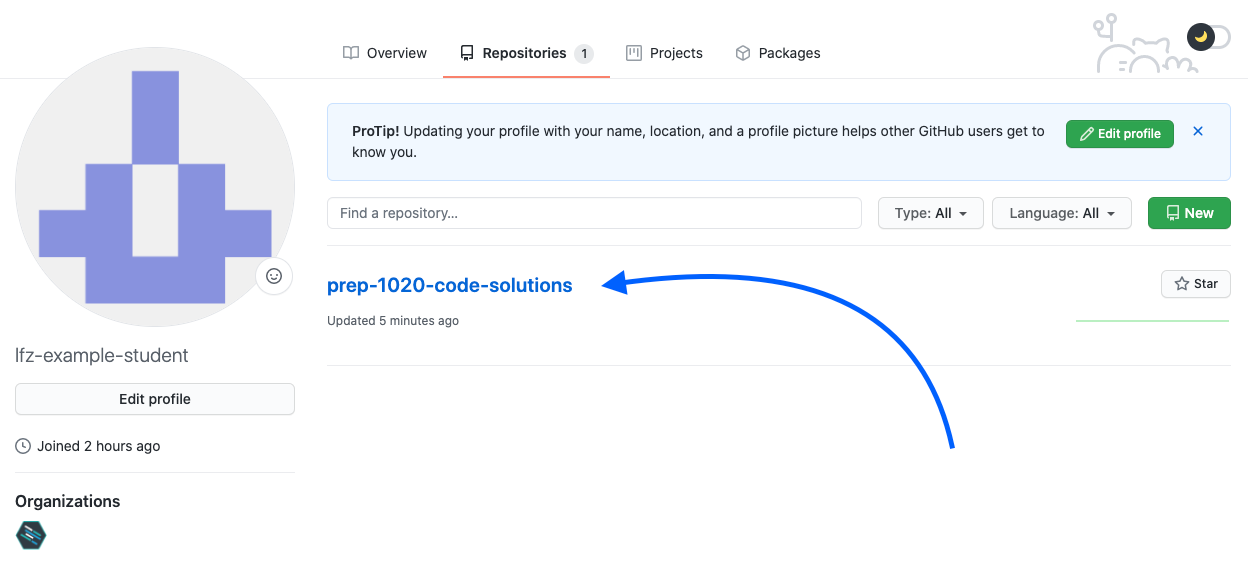 Overview
Repositories 1
Projects
Packages
ProTip! Updating your profile with your name, location, and a profile picture helps other GitHub users get to
know you.
Edit profile
Find a repository...
Type: All
Language: All
New
prep-1020-code-solutions
Star
Updated 5 minutes ago
lfz-example-student
Edit profile
Joined 2 hours ago
Organizations